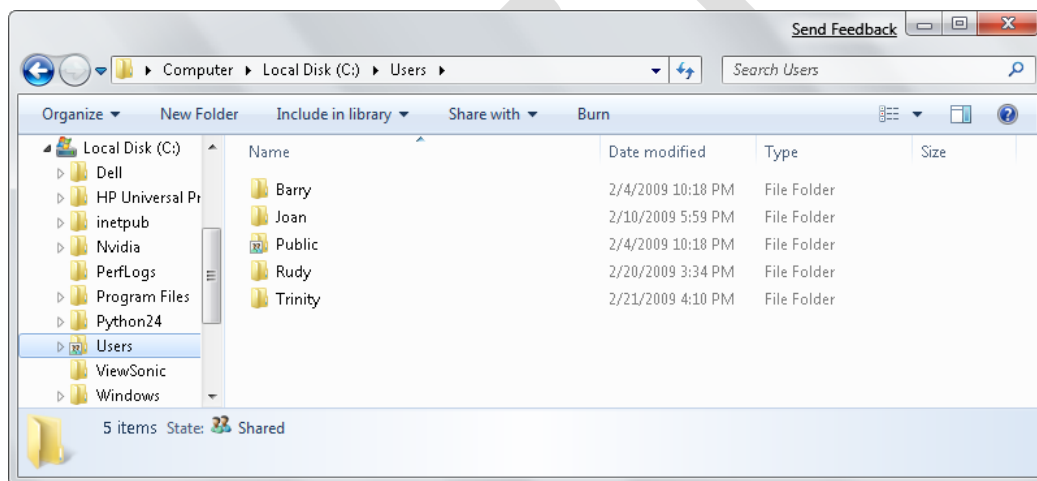 Send Feedback
Computer Local Disk (C:) Users
Search Users
Organize New Folder Include in library Share with Burn
Local Disk (C:)
Dell
HP Universal Pr
inetpub
Nvidia
PerfLogs
Program Files
Python24
Users
ViewSonic
Windows
Name Date modified Type Size
Barry 2/4/2009 10:18 PM File Folder
Joan 2/10/2009 5:59 PM File Folder
Public 2/4/2009 10:18 PM File Folder
Rudy 2/20/2009 3:34 PM File Folder
Trinity 2/21/2009 4:10 PM File Folder
5 items State: Shared